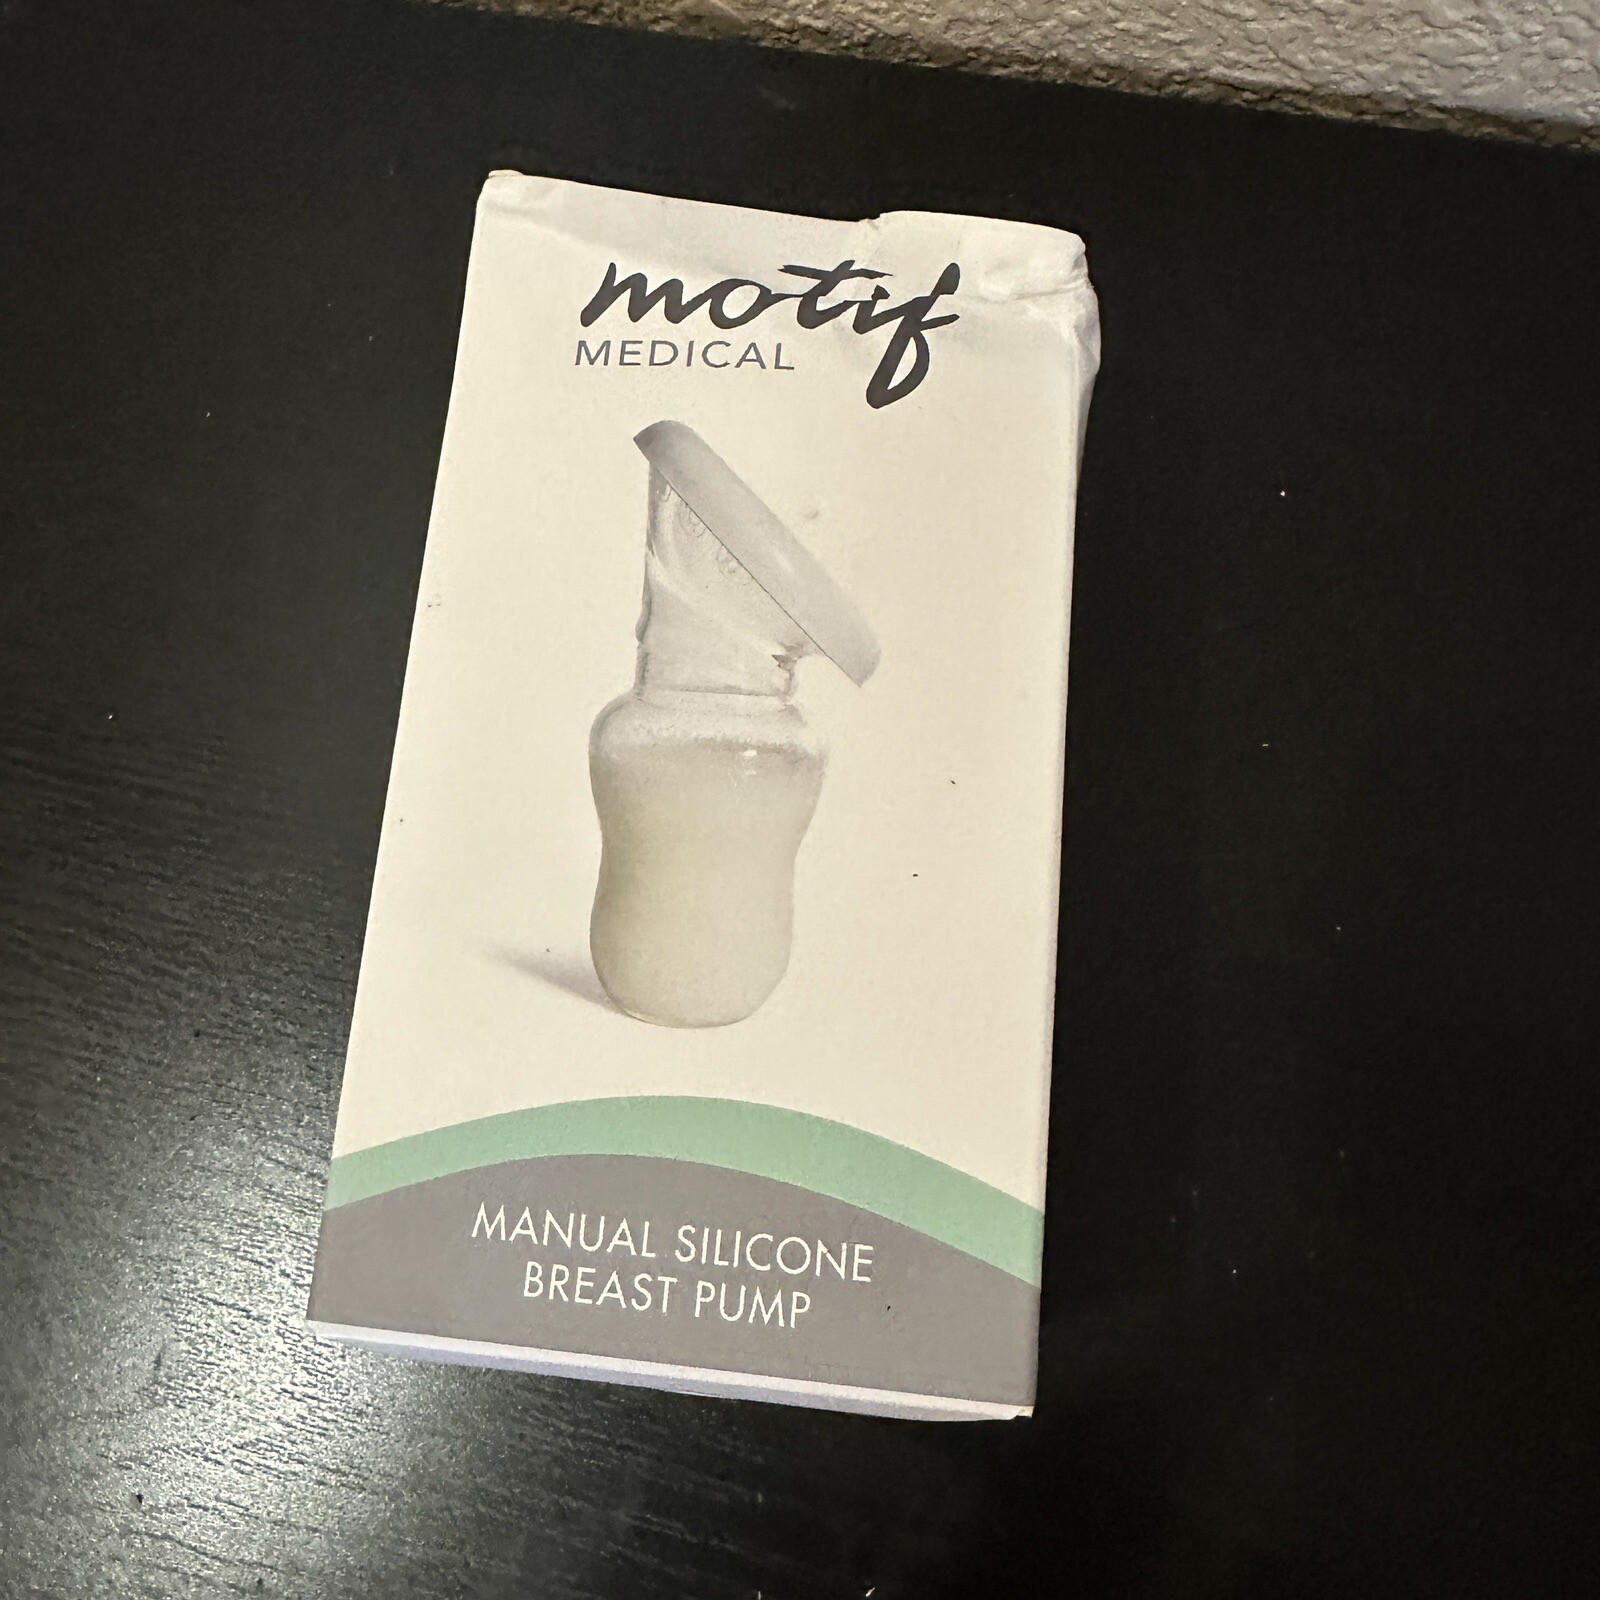 motif
MEDICAL
MANUAL SILICONE
BREAST PUMP